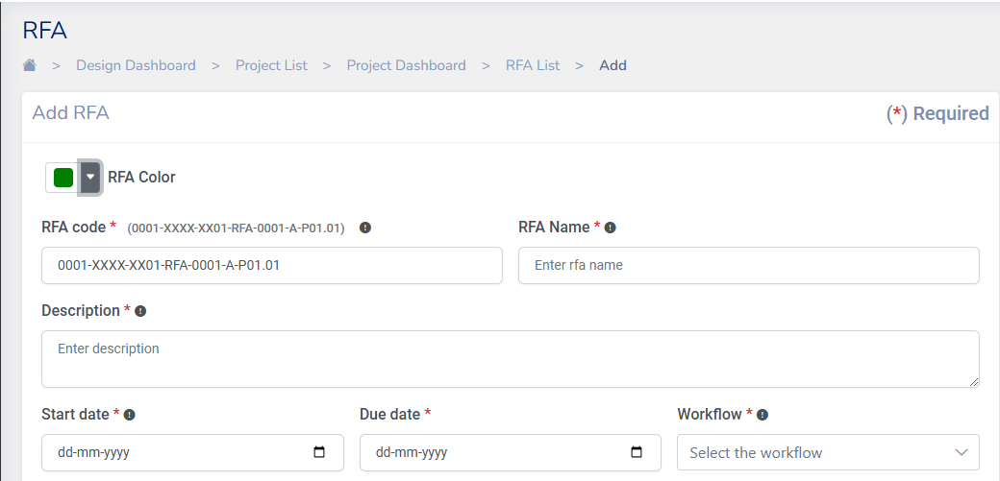 RFA
> Design Dashboard > Project List > Project Dashboard > RFA List > Add
Add RFA (*) Required
RFA Color
RFA code * (0001-XXXX-XX01-RFA-0001-A-P01.01) RFA Name *
0001-XXXX-XX01-RFA-0001-A-P01.01 Enter rfa name
Description *
Enter description
Start date * Due date * Workflow *
dd-mm-yyyy dd-mm-yyyy Select the workflow